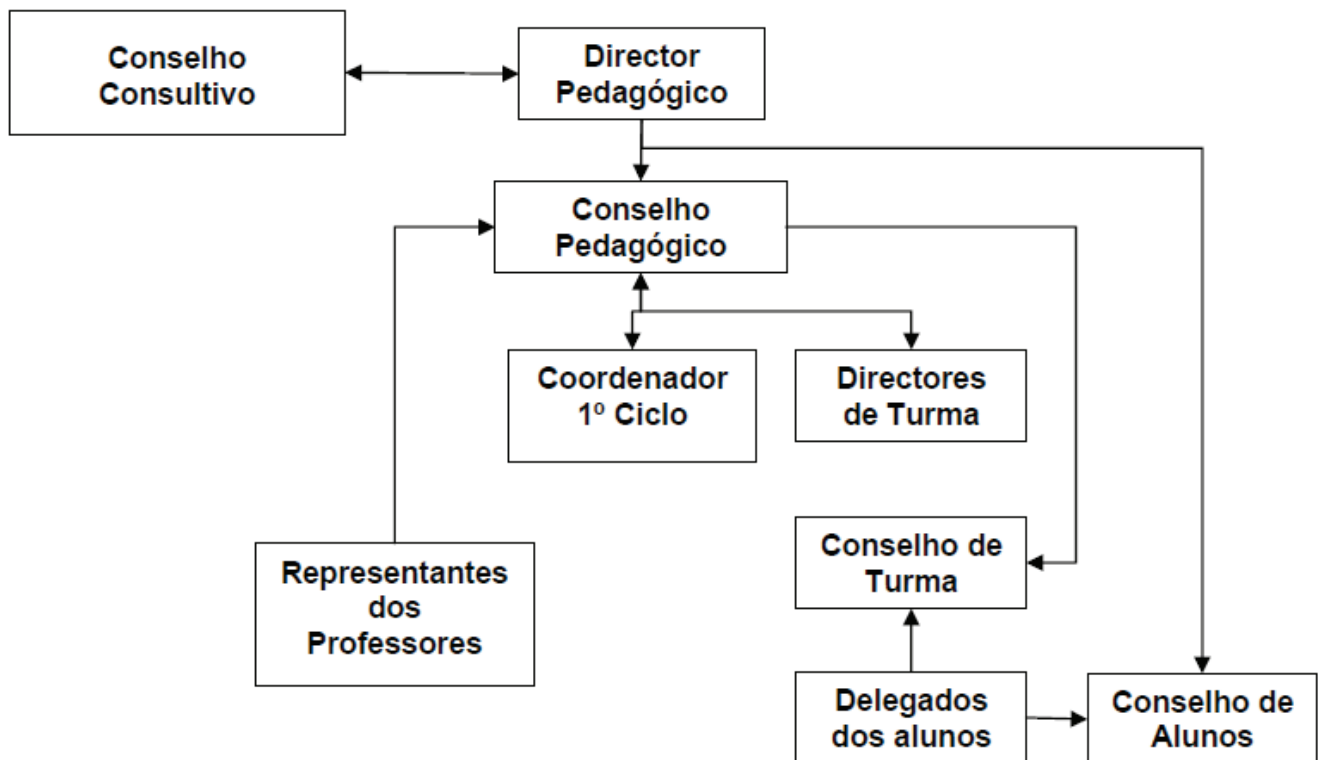 Conselho
Consultivo
Director
Pedagógico
Conselho
Pedagógico
Coordenador
1º Ciclo
Directores
de Turma
Representantes
dos
Professores
Conselho de
Turma
Delegados
dos alunos
Conselho de
Alunos